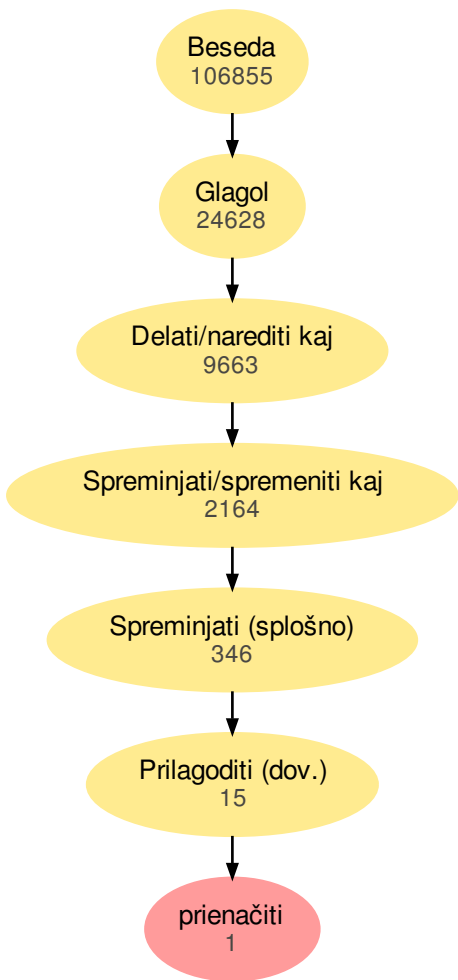 Beseda
106855
Glagol
24628
Delati/narediti kaj
9663
Spreminjati/spremeniti kaj
2164
Spreminjati (splošno)
346
Prilagoditi (dov.)
15
prienačiti
1